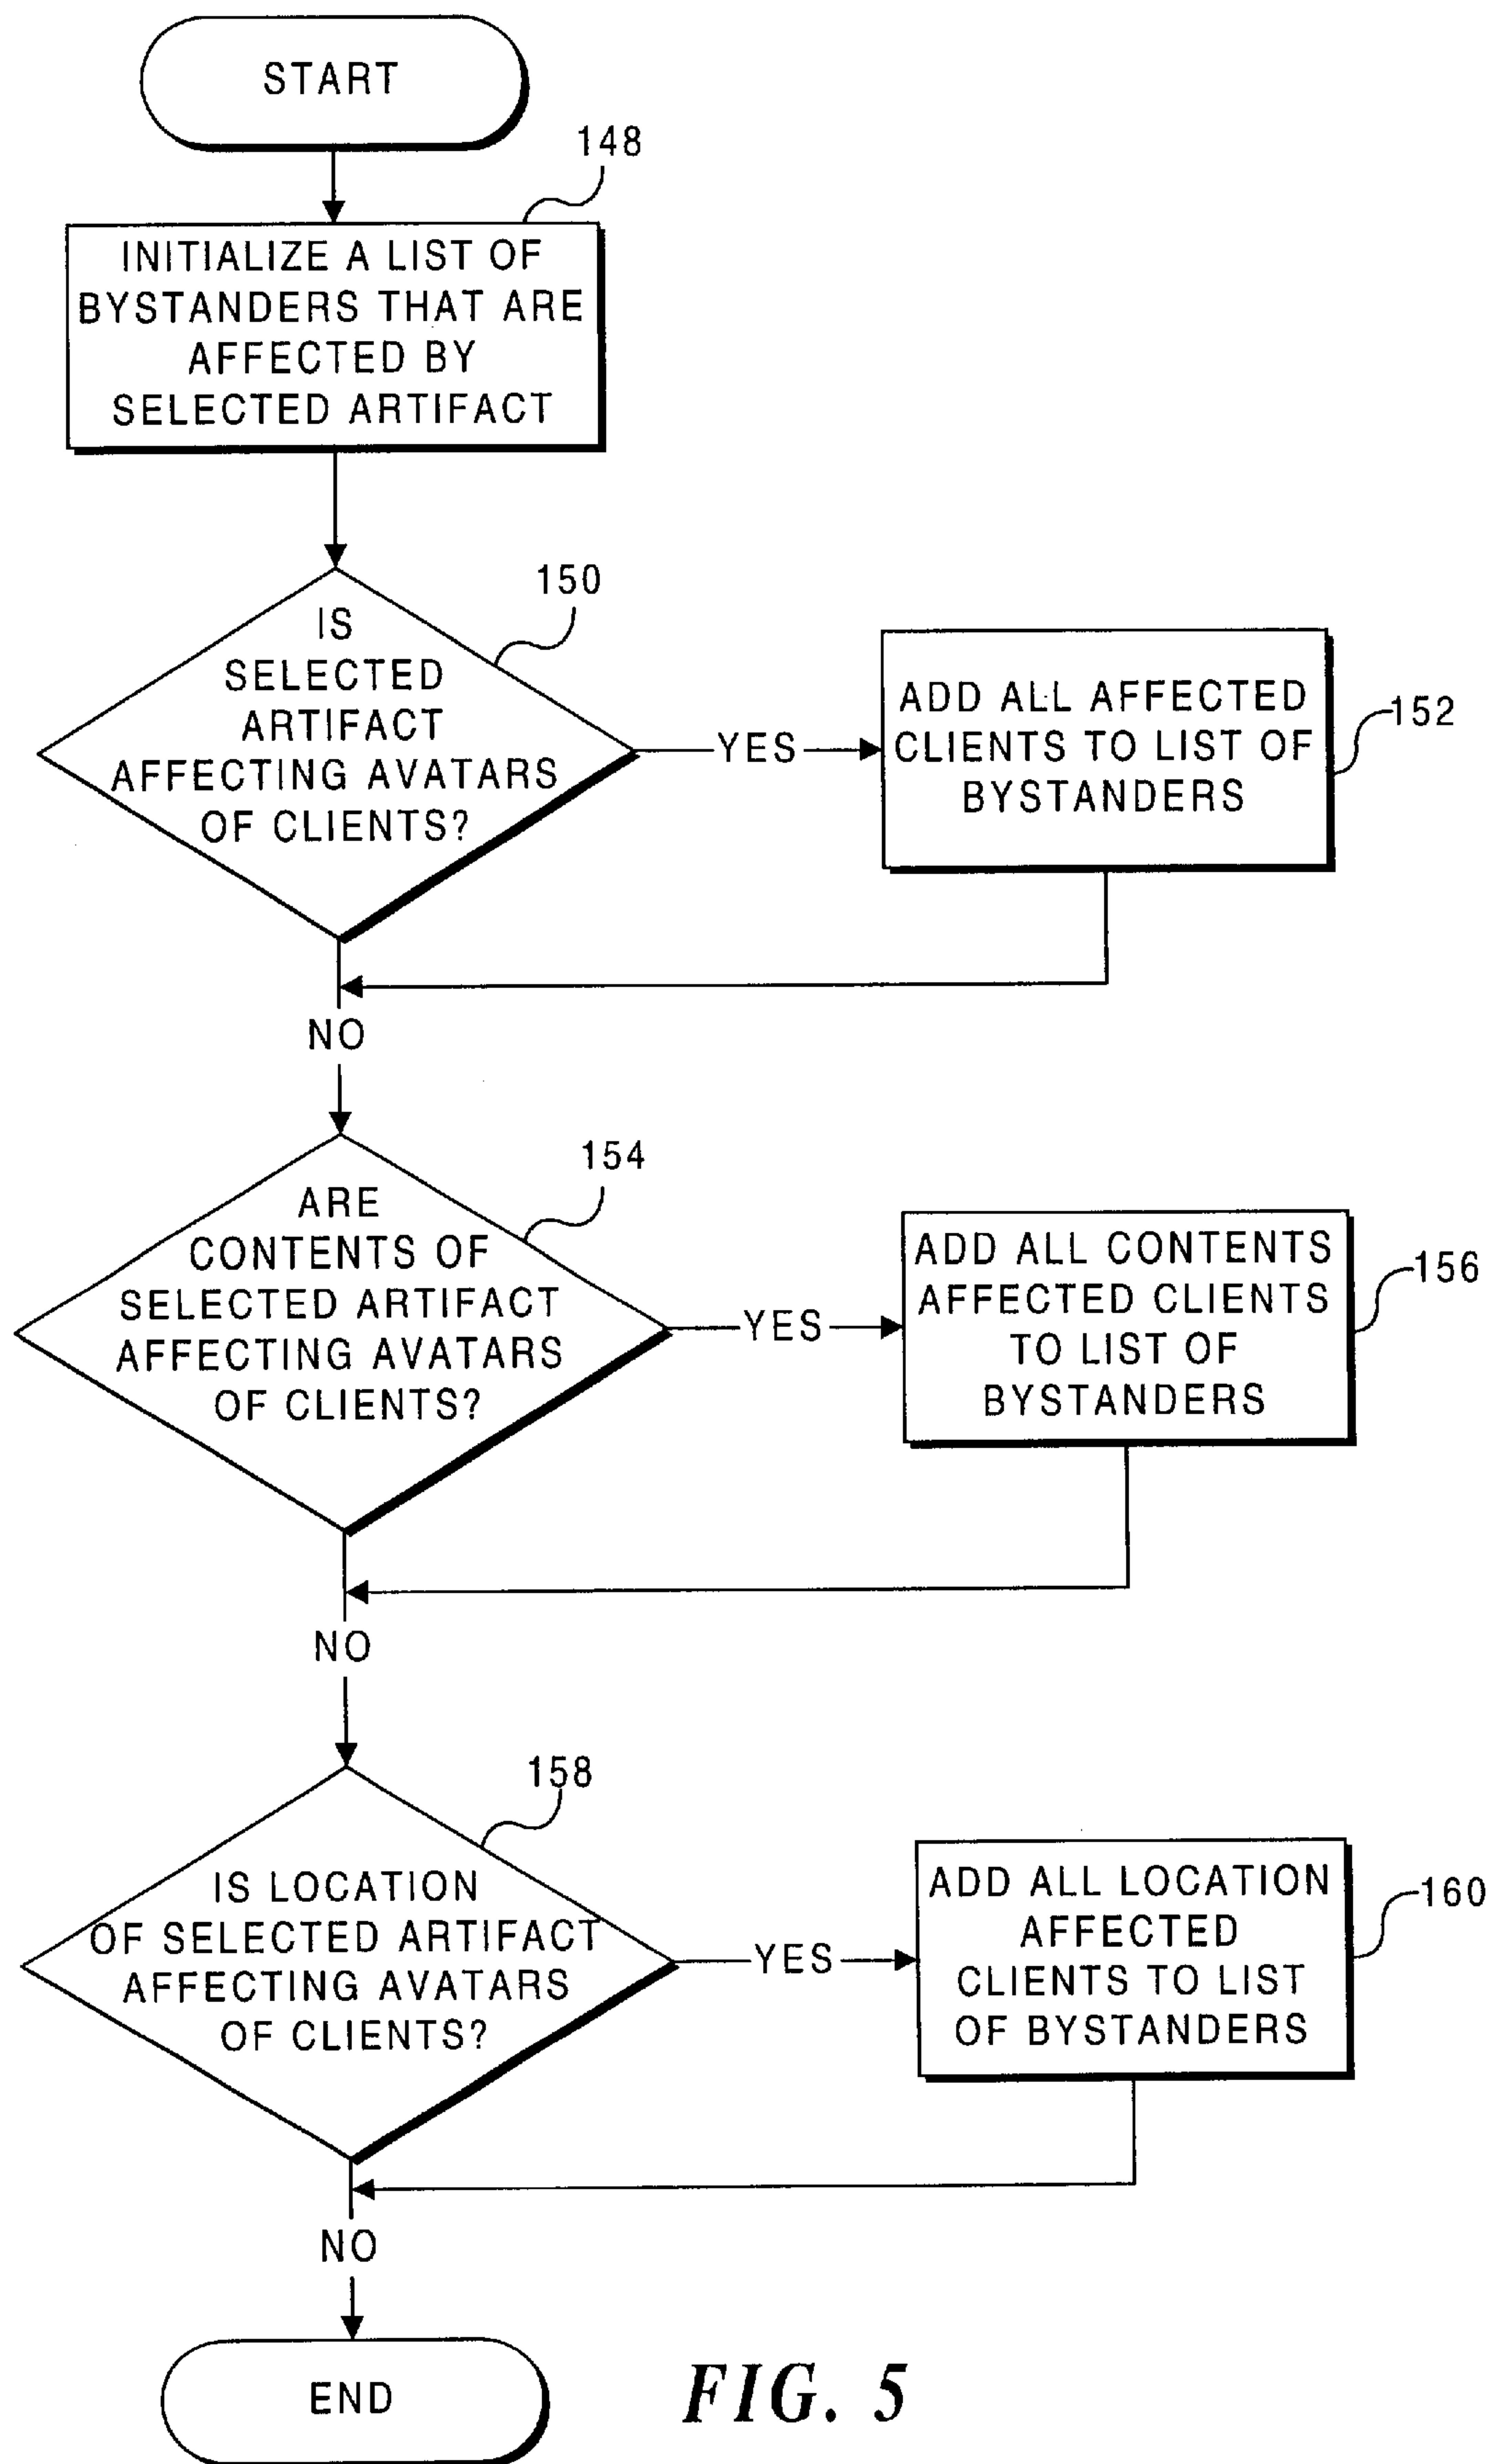 START
148
INITIALIZE A LIST OF
BYSTANDERS THAT ARE
AFFECTED BY
SELECTED ARTIFACT
150
IS
SELECTED
ARTIFACT
AFFECTING AVATARS
OF CLIENTS?
YES
ADD ALL AFFECTED
CLIENTS TO LIST OF
BYSTANDERS
152
NO
154
ARE
CONTENTS OF
SELECTED ARTIFACT
AFFECTING AVATARS
OF CLIENTS?
YES
ADD ALL CONTENTS
AFFECTED CLIENTS
TO LIST OF
BYSTANDERS
156
NO
158
IS LOCATION
OF SELECTED ARTIFACT
AFFECTING AVATARS
OF CLIENTS?
YES
ADD ALL LOCATION
AFFECTED
CLIENTS TO LIST
OF BYSTANDERS
160
NO
END
FIG. 5